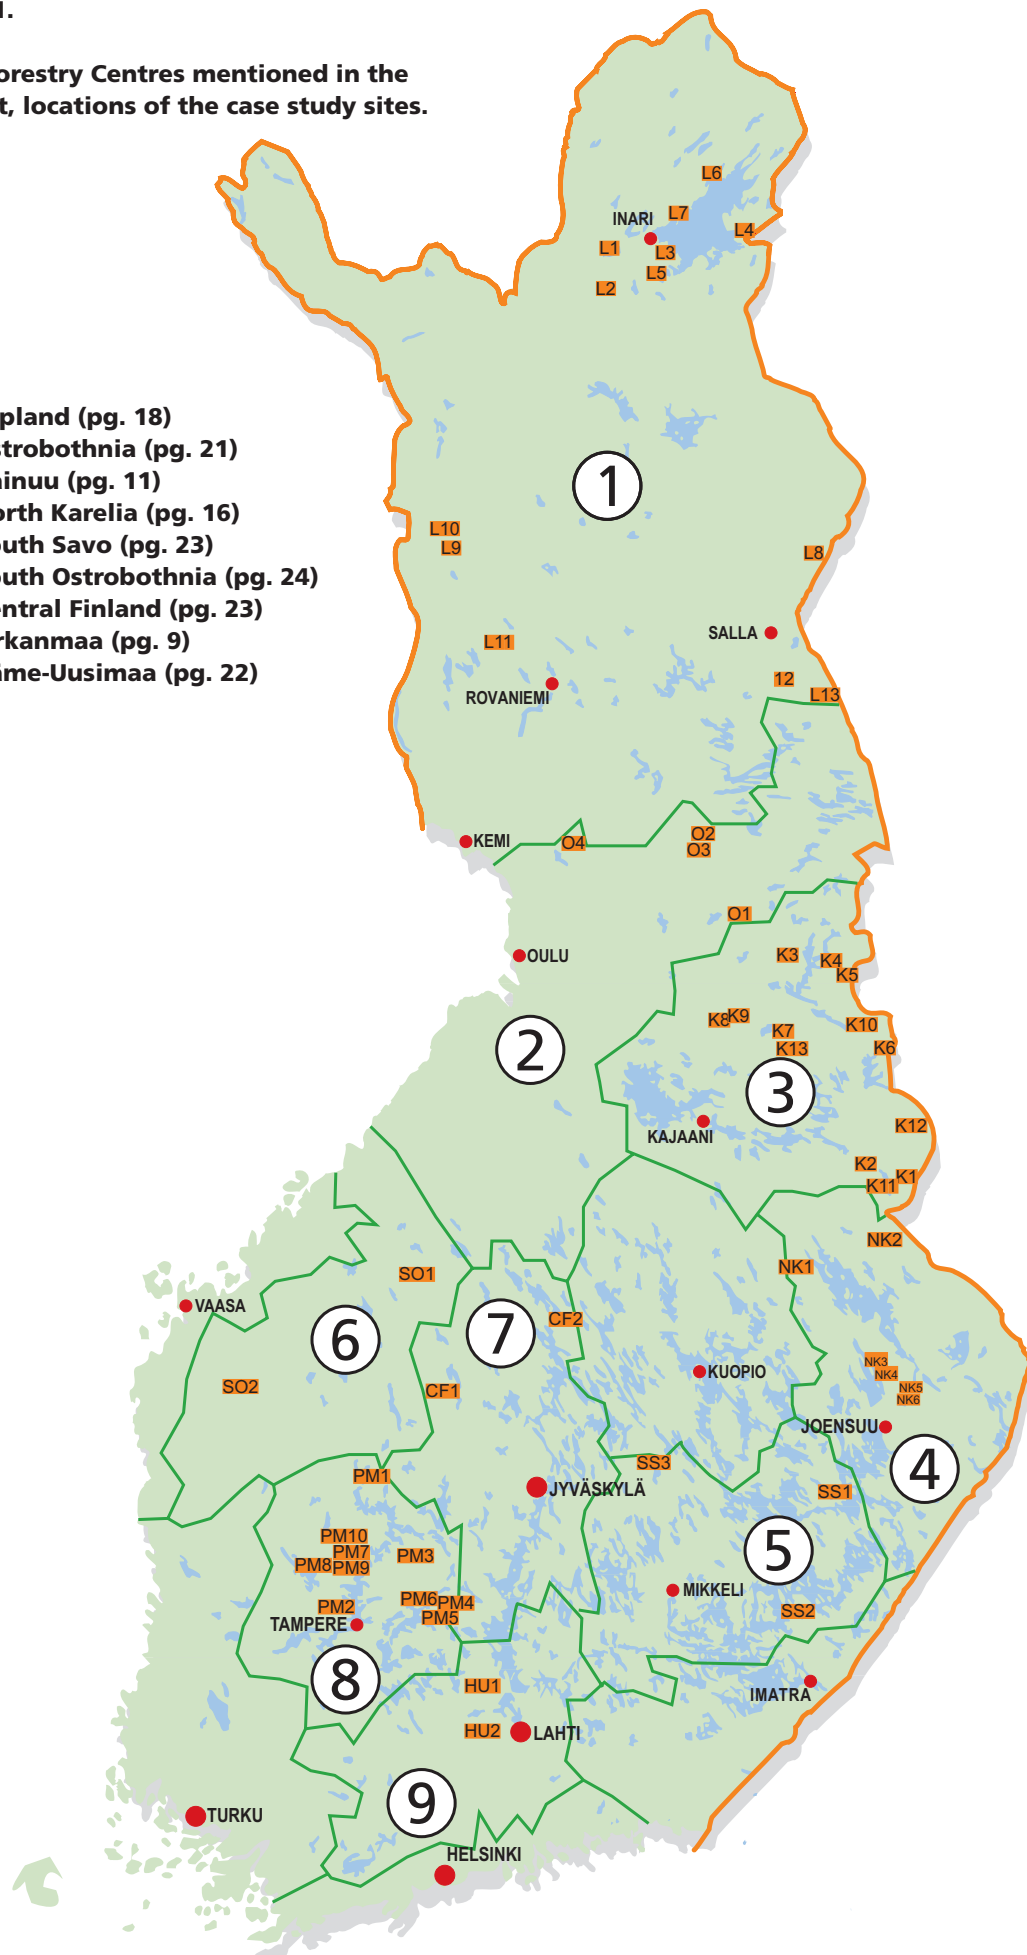 1.
orestry Centres mentioned in the
t, locations of the case study sites.
pland (pg. 18)
strobothnia (pg. 21)
ainuu (pg. 11)
orth Karelia (pg. 16)
outh Savo (pg. 23)
outh Ostrobothnia (pg. 24)
entral Finland (pg. 23)
rkanmaa (pg. 9)
me-Uusimaa (pg. 22)
L6
L7
INARI
L4
L1
L3
L5
L2
1
L10
L9
L8
SALLA
L11
12
ROVANIEMI
L13
KEMI
O4
O2
O3
O1
OULU
K3
K4
K5
K8
K9
K7
K10
K13
K6
2
3
KAJAANI
K12
K2
K1
K11
NK2
NK1
SO1
VAASA
6
7
CF2
SO2
CF1
KUOPIO
NK3
NK4
NK5
NK6
JOENSUU
4
PM1
SS3
JYVÄSKYLÄ
SS1
PM10
PM7
PM8
PM9
PM3
5
MIKKELI
PM2
PM6
PM4
PM5
SS2
TAMPERE
8
HU1
IMATRA
HU2
LAHTI
9
TURKU
HELSINKI